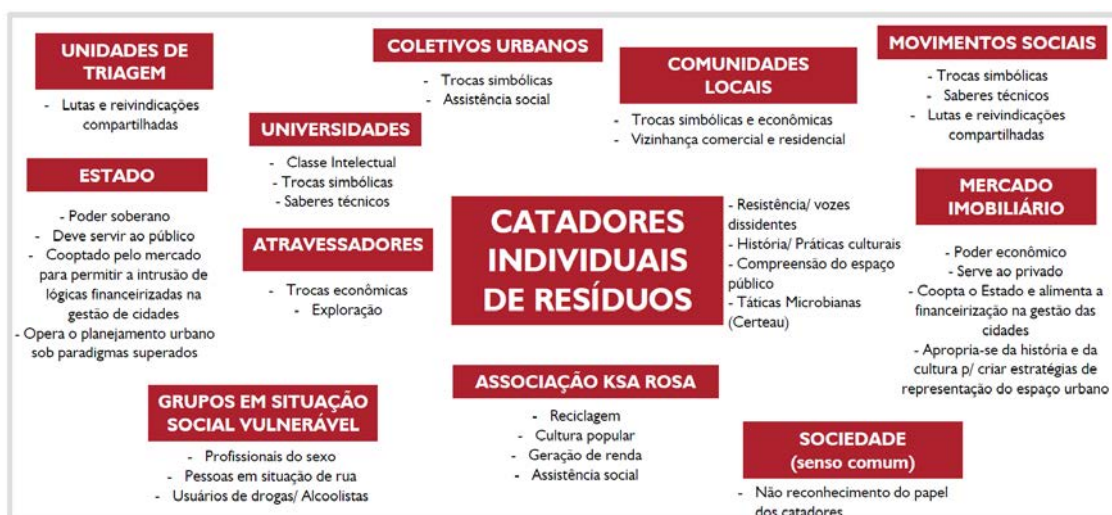 UNIDADES DE
TRIAGEM
- Lutas e reivindicações
compartilhadas
COLETIVOS URBANOS
- Trocas simbólicas
- Assistência social
COMUNIDADES
LOCAIS
- Trocas simbólicas e econômicas
- Vizinhança comercial e residencial
MOVIMENTOS SOCIAIS
- Trocas simbólicas
- Saberes técnicos
- Lutas e reivindicações
compartilhadas
UNIVERSIDADES
- Classe Intelectual
- Trocas simbólicas
- Saberes técnicos
ESTADO
- Poder soberano
- Deve servir ao público
- Cooptado pelo mercado
para permitir a intrusão de
lógicas financeirizadas na
gestão de cidades
- Opera o planejamento urbano
sob paradigmas superados
ATRAVESSADORES
- Trocas econômicas
- Exploração
CATADORES
INDIVIDUAIS
DE RESÍDUOS
- Resistência/ vozes
dissidentes
- História/ Práticas culturais
- Compreensão do espaço
público
- Táticas Microbianas
(Certeau)
MERCADO
IMOBILIÁRIO
- Poder econômico
- Serve ao privado
- Coopta o Estado e alimenta a
financeirização na gestão das
cidades
- Apropria-se da história e da
cultura p/ criar estratégias de
representação do espaço urbano
GRUPOS EM SITUAÇÃO
SOCIAL VULNERÁVEL
- Profissionais do sexo
- Pessoas em situação de rua
- Usuários de drogas/ Alcoolistas
ASSOCIAÇÃO KSA ROSA
- Reciclagem
- Cultura popular
- Geração de renda
- Assistência social
SOCIEDADE
(senso comum)
- Não reconhecimento do papel
dos catadores